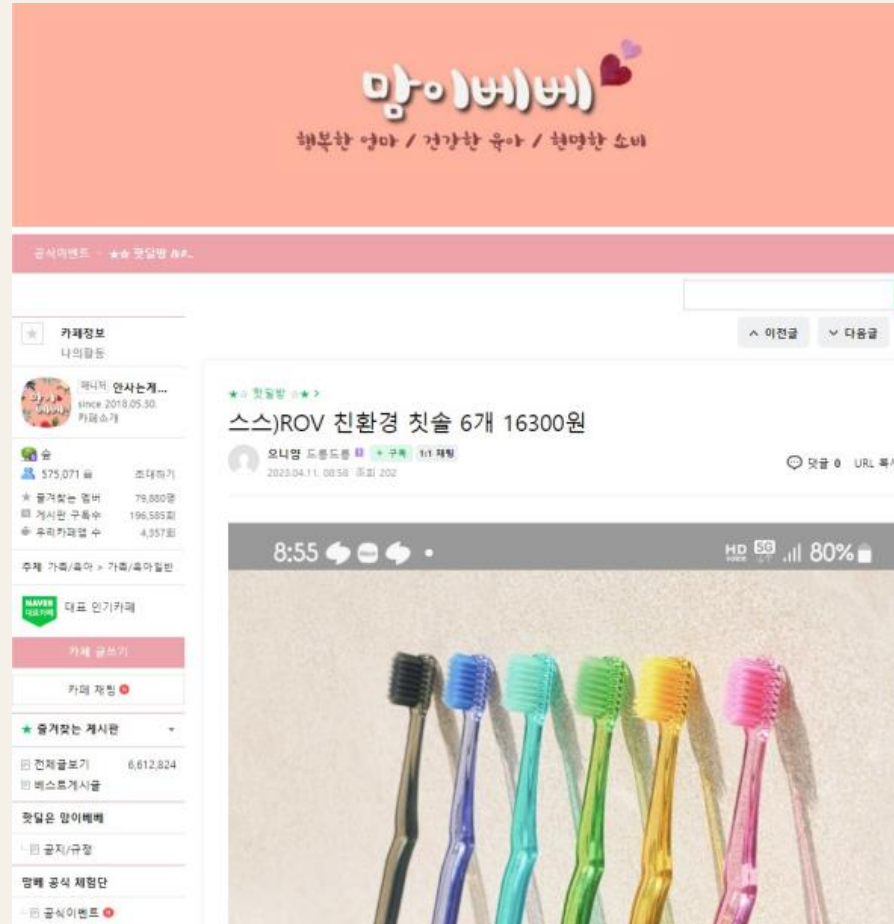 맘이베베
행복한 엄마 / 건강한 육아 / 현명한 소비
공식이벤트
★☆ 핫딜방
이전글
다음글
카페정보
나의활동
매니저 안사는게...
since 2018.05.30.
카페소개
숲
575,071
초대하기
즐겨찾는 멤버 79,880명
게시판 구독수 196,585회
우리카페앱 수 4,357회
주제 가족/육아 > 가족/육아일반
NAVER
대표카페
대표 인기카페
카페 글쓰기
카페 채팅 N
★ 즐겨찾는 게시판
전체글보기 6,612,824
베스트게시글
핫딜은 맘이베베
공지/규정
맘베 공식 체험단
공식이벤트 N
★☆ 핫딜방 ☆★ >
스스)ROV 친환경 칫솔 6개 16300원
오니얌 드롱드롱 + 구독 1:1 채팅
2023.04.11. 08:58 조회 202
댓글 0 URL
8:55
HD
5G
80%